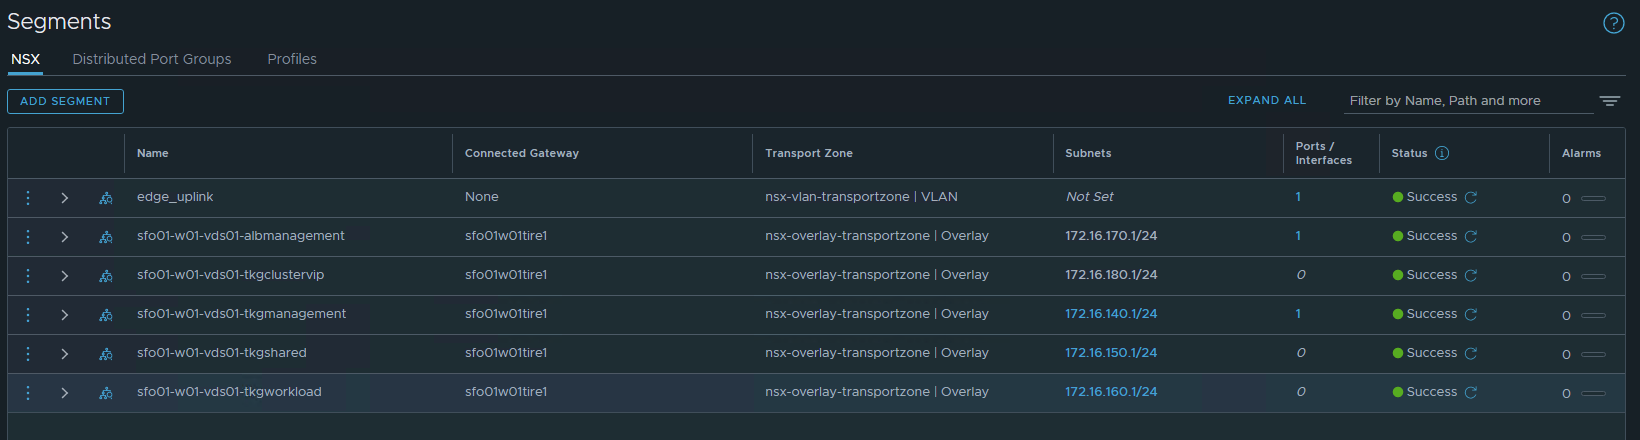 Segments
?
NSX Distributed Port Groups Profiles
ADD SEGMENT EXPAND ALL Filter by Name, Path and more
Name Connected Gateway Transport Zone Subnets Ports / Interfaces Status i Alarms
edge_uplink None nsx-vlan-transportzone | VLAN Not Set 1 Success 0
sfo01-w01-vds01-albmanagement sfo01w01tire1 nsx-overlay-transportzone | Overlay 172.16.170.1/24 1 Success 0
sfo01-w01-vds01-tkgclustervip sfo01w01tire1 nsx-overlay-transportzone | Overlay 172.16.180.1/24 0 Success 0
sfo01-w01-vds01-tkgmanagement sfo01w01tire1 nsx-overlay-transportzone | Overlay 172.16.140.1/24 1 Success 0
sfo01-w01-vds01-tkgshared sfo01w01tire1 nsx-overlay-transportzone | Overlay 172.16.150.1/24 0 Success 0
sfo01-w01-vds01-tkgworkload sfo01w01tire1 nsx-overlay-transportzone | Overlay 172.16.160.1/24 0 Success 0